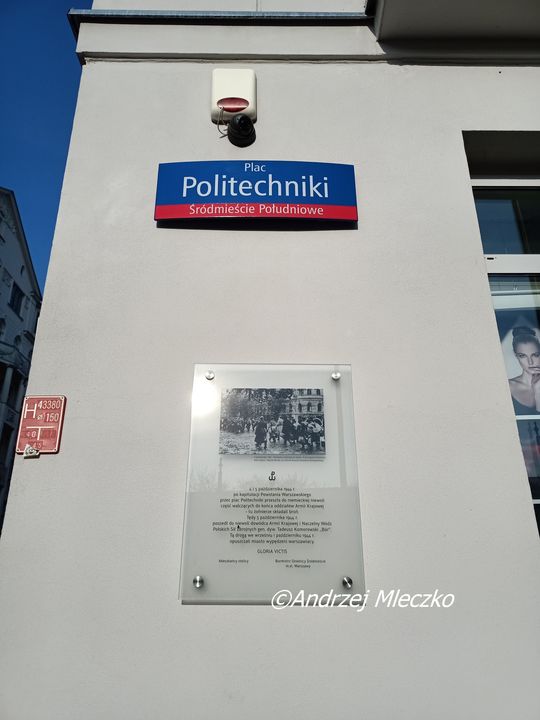 Plac
Politechniki
Śródmieście Południowe
H 43380
Ø 150
4 i 5 października 1944 r.
po kapitulacji Powstania Warszawskiego
przez plac Politechniki przeszła do niemieckiej niewoli
część walczących do końca oddziałów Armii Krajowej
- tu żołnierze składali broń.
Tędy 5 października 1944 r.
poszedł do niewoli dowódca Armii Krajowej i Naczelny Wódz
Polskich Sił Zbrojnych gen. dyw. Tadeusz Komorowski „Bór”.
Tą drogą we wrześniu i październiku 1944 r.
opuszczali miasto wypędzeni warszawiacy.
GLORIA VICTIS
Mieszkańcy stolicy
Burmistrz Dzielnicy Śródmieście
m.st. Warszawy
©Andrzej Mleczko